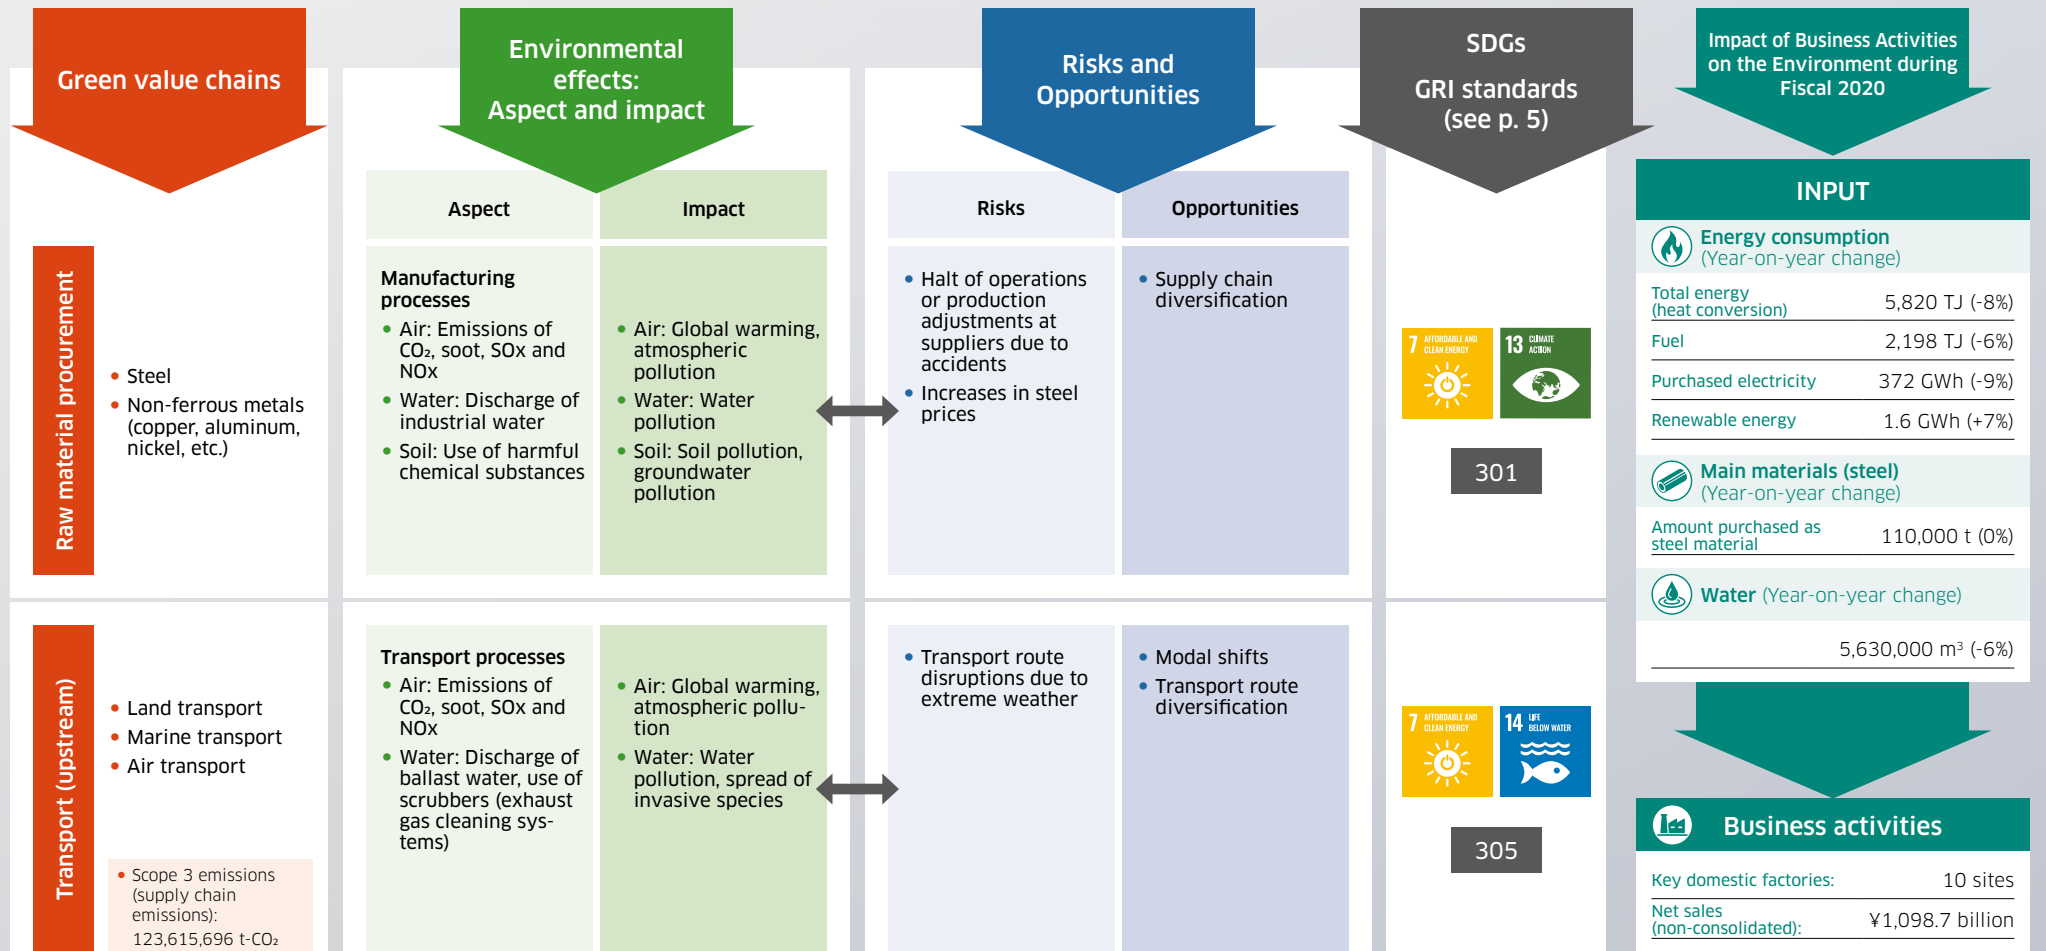 Green value chains
Environmental
effects:
Aspect and impact
Risks and
Opportunities
SDGs
GRI standards
(see p. 5)
Impact of Business Activities
on the Environment during
Fiscal 2020
Aspect
Impact
Risks
Opportunities
Raw material procurement
• Steel
• Non-ferrous metals
(copper, aluminum,
nickel, etc.)
Manufacturing
processes
• Air: Emissions of
CO₂, soot, SOx and
NOx
• Water: Discharge of
industrial water
• Soil: Use of harmful
chemical substances
• Air: Global warming,
atmospheric
pollution
• Water: Water
pollution
• Soil: Soil pollution,
groundwater
pollution
• Halt of operations
or production
adjustments at
suppliers due to
accidents
• Increases in steel
prices
• Supply chain
diversification
7 AFFORDABLE AND
CLEAN ENERGY
13 CLIMATE
ACTION
301
Transport (upstream)
• Land transport
• Marine transport
• Air transport
• Scope 3 emissions
(supply chain
emissions):
123,615,696 t-CO₂
Transport processes
• Air: Emissions of
CO₂, soot, SOx and
NOx
• Water: Discharge of
ballast water, use of
scrubbers (exhaust
gas cleaning sys-
tems)
• Air: Global warming,
atmospheric pollu-
tion
• Water: Water
pollution, spread of
invasive species
• Transport route
disruptions due to
extreme weather
• Modal shifts
• Transport route
diversification
7 AFFORDABLE AND
CLEAN ENERGY
14 LIFE
BELOW WATER
305
INPUT
Energy consumption
(Year-on-year change)
Total energy
(heat conversion) 5,820 TJ (-8%)
Fuel 2,198 TJ (-6%)
Purchased electricity 372 GWh (-9%)
Renewable energy 1.6 GWh (+7%)
Main materials (steel)
(Year-on-year change)
Amount purchased as
steel material 110,000 t (0%)
Water (Year-on-year change)
5,630,000 m³ (-6%)
Business activities
Key domestic factories: 10 sites
Net sales
(non-consolidated): ¥1,098.7 billion